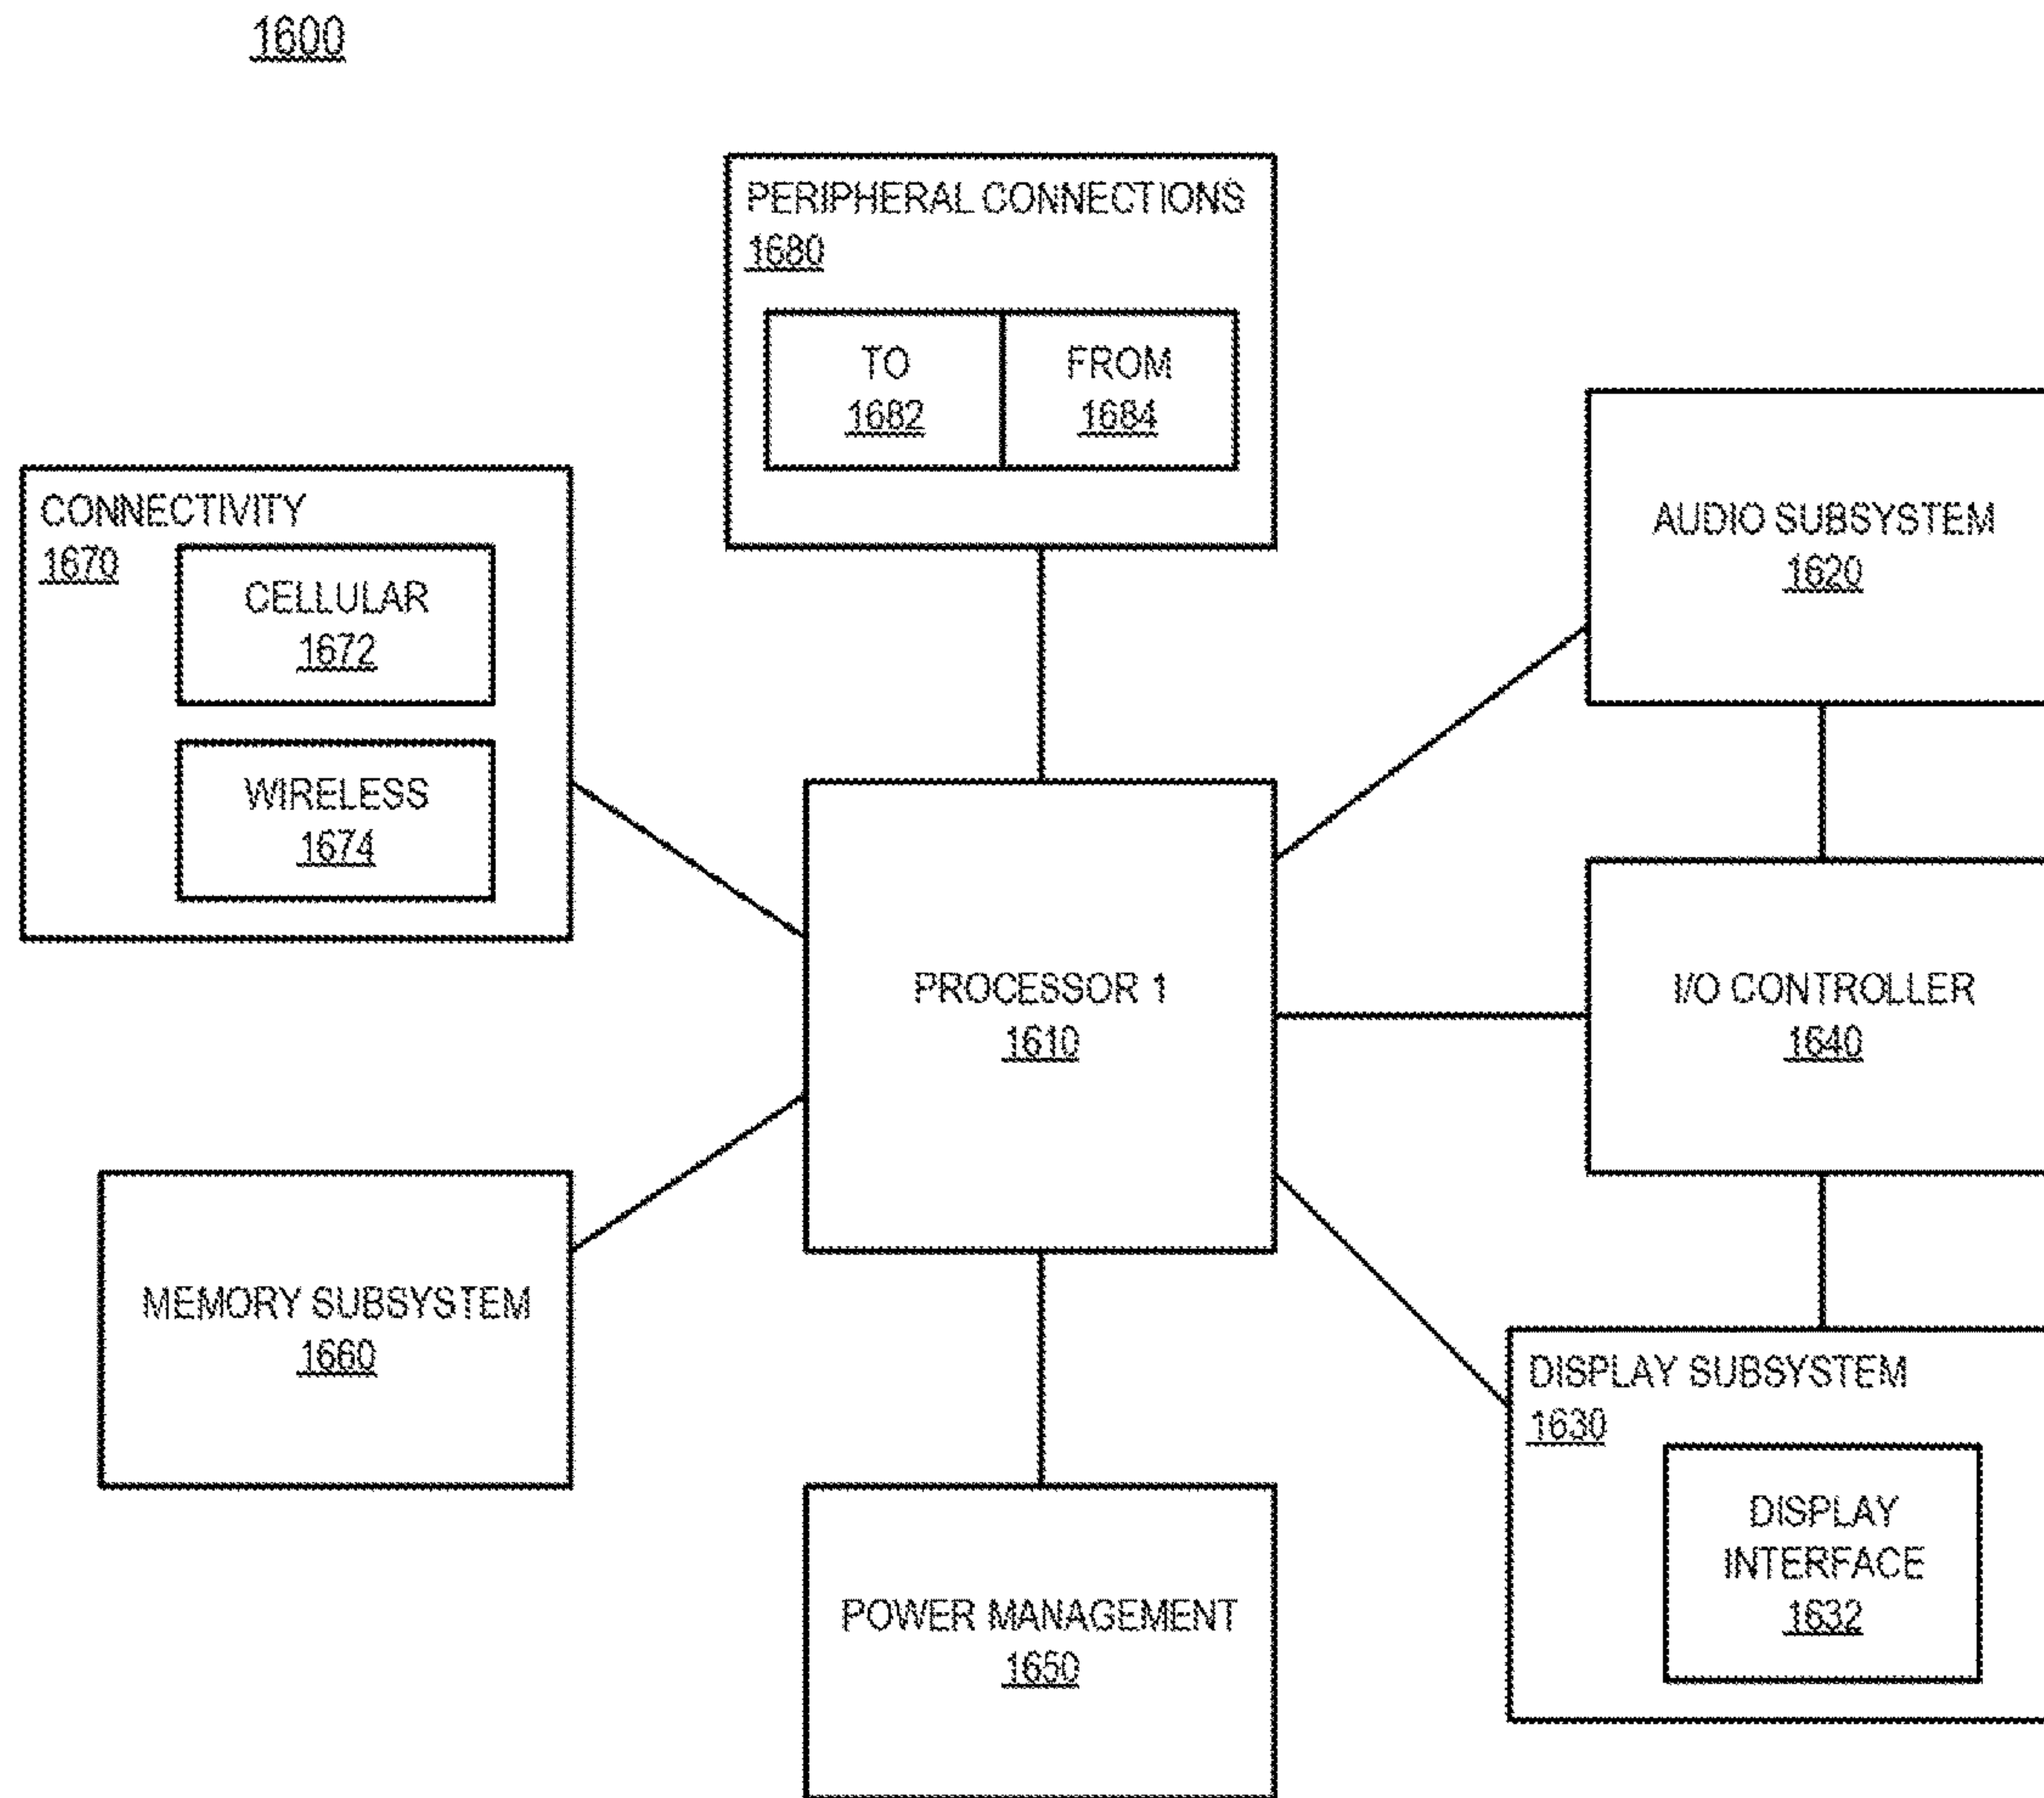 1600
PERIPHERAL CONNECTIONS
1680
TO
1682
FROM
1684
CONNECTIVITY
1670
CELLULAR
1672
WIRELESS
1674
AUDIO SUBSYSTEM
1620
PROCESSOR 1
1610
I/O CONTROLLER
1640
MEMORY SUBSYSTEM
1660
DISPLAY SUBSYSTEM
1630
DISPLAY
INTERFACE
1632
POWER MANAGEMENT
1650